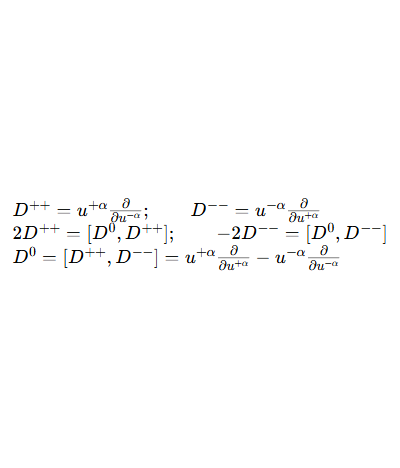 $D^{++} = u^{+\alpha}\frac{\partial}{\partial u^{-\alpha}};\qquad D^{--} = u^{-\alpha}\frac{\partial}{\partial u^{+\alpha}}$
$2D^{++} = [D^0, D^{++}];\qquad -2D^{--} = [D^0, D^{--}]$
$D^0 = [D^{++}, D^{--}] = u^{+\alpha}\frac{\partial}{\partial u^{+\alpha}} - u^{-\alpha}\frac{\partial}{\partial u^{-\alpha}}$